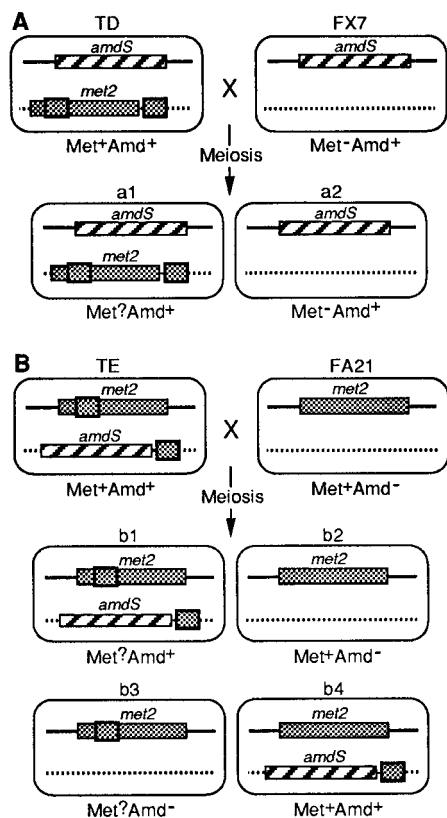 A
TD FX7
amdS amdS
met2
X
Met+Amd+ Met-Amd+
Meiosis
a1 a2
amdS amdS
met2
Met?Amd+ Met-Amd+
B
TE FA21
met2 met2
amdS
X
Met+Amd+ Met+Amd-
Meiosis
b1 b2
met2 met2
amdS
Met?Amd+ Met+Amd-
b3 b4
met2 met2
amdS
Met?Amd- Met+Amd+